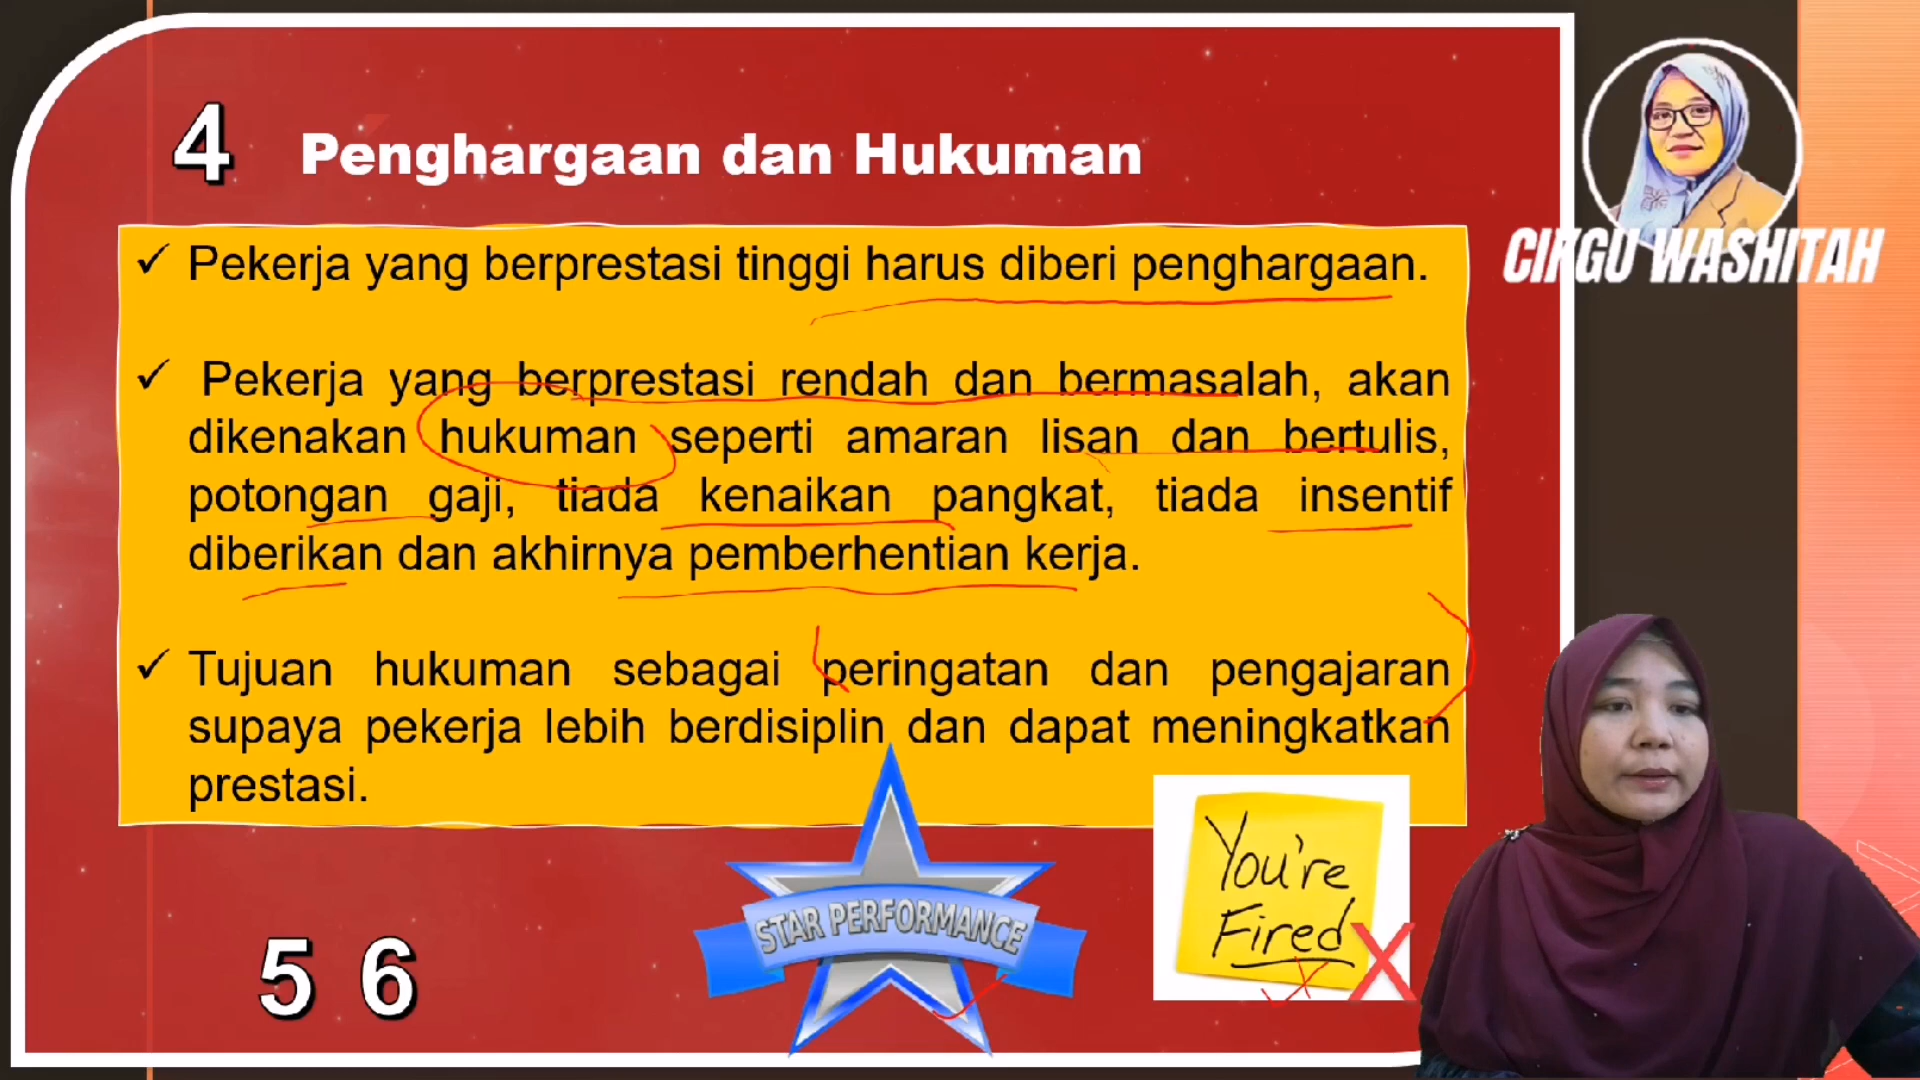 4 Penghargaan dan Hukuman
CIKGU WASHITAH
✓ Pekerja yang berprestasi tinggi harus diberi penghargaan.
✓ Pekerja yang berprestasi rendah dan bermasalah, akan
dikenakan hukuman seperti amaran lisan dan bertulis,
potongan gaji, tiada kenaikan pangkat, tiada insentif
diberikan dan akhirnya pemberhentian kerja.
✓ Tujuan hukuman sebagai peringatan dan pengajaran
supaya pekerja lebih berdisiplin dan dapat meningkatkan
prestasi.
STAR PERFORMANCE
You're
Fired
X
5 6